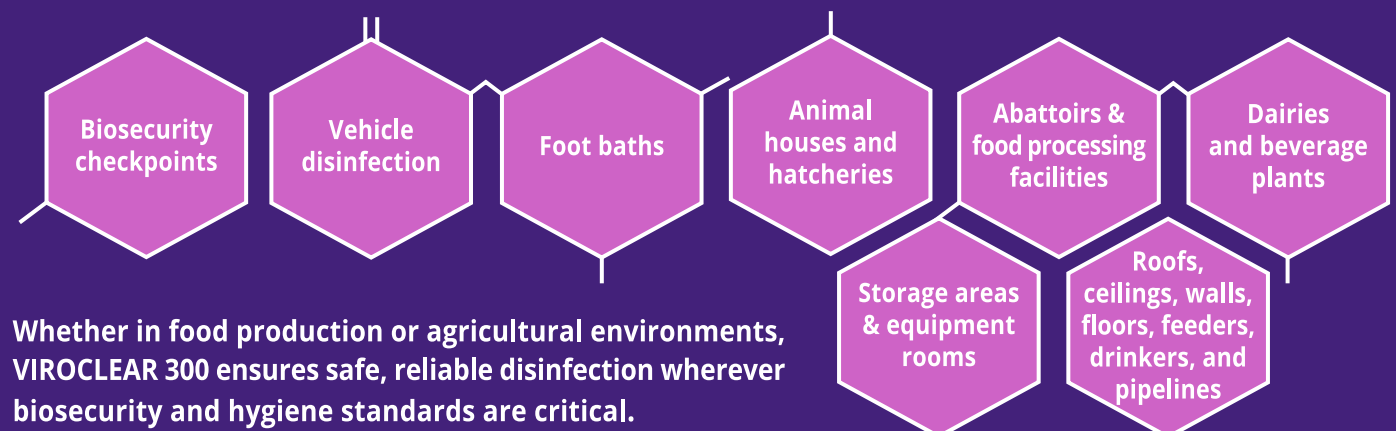 Biosecurity
checkpoints
Vehicle
disinfection
Foot baths
Animal
houses and
hatcheries
Abattoirs &
food processing
facilities
Dairies
and beverage
plants
Storage areas
& equipment
rooms
Roofs,
ceilings, walls,
floors, feeders,
drinkers, and
pipelines
Whether in food production or agricultural environments,
VIROCLEAR 300 ensures safe, reliable disinfection wherever
biosecurity and hygiene standards are critical.